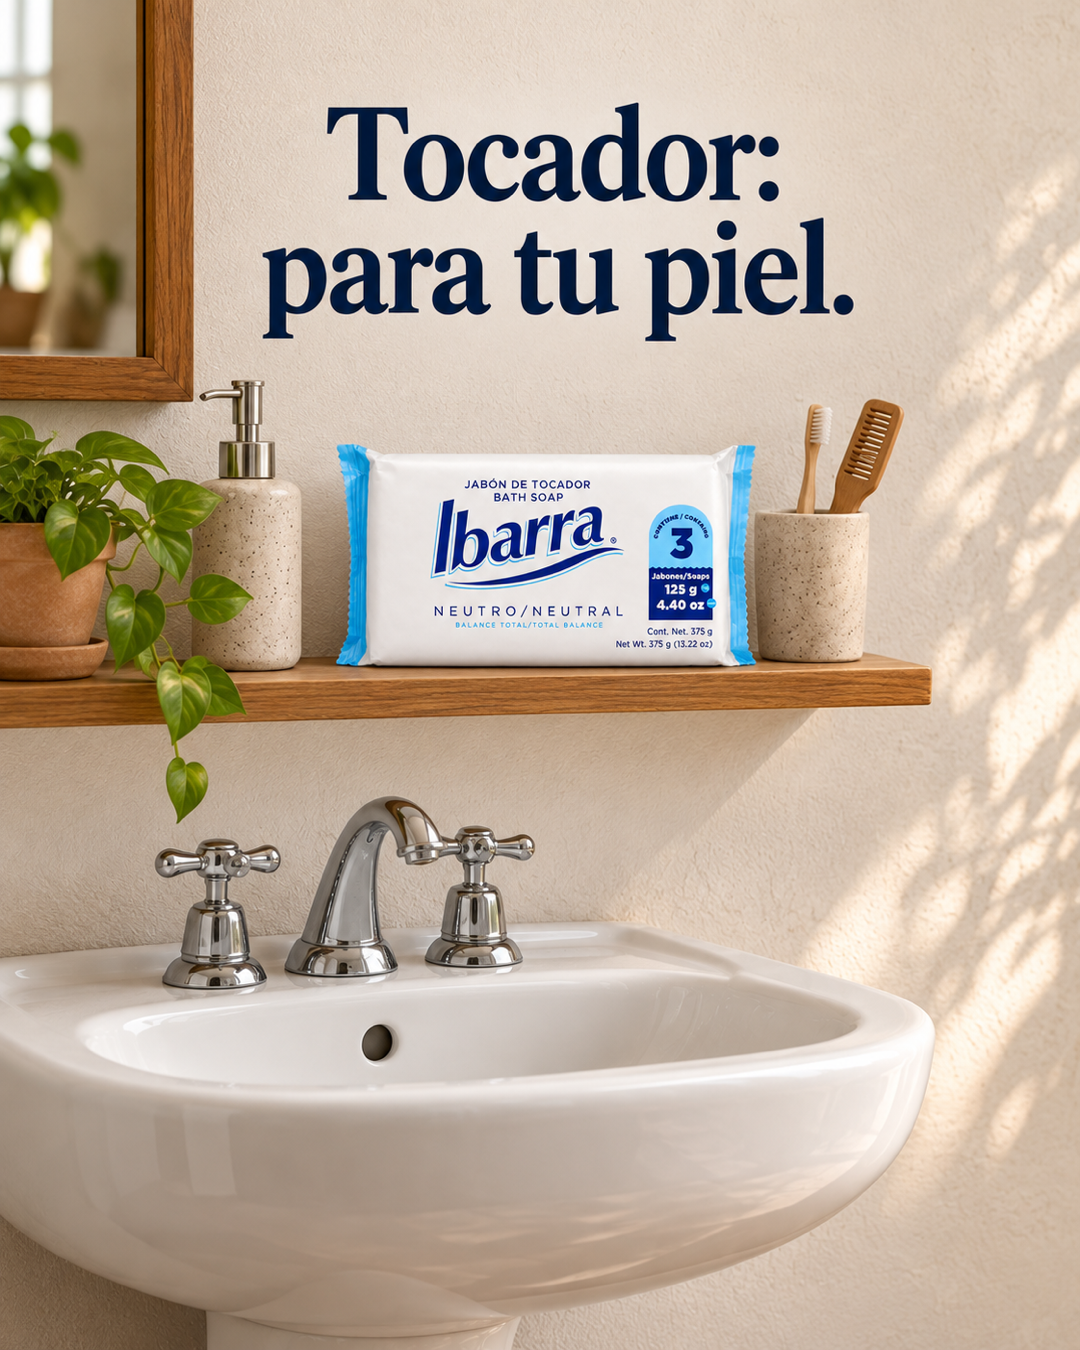 Tocador:
para tu piel.
JABÓN DE TOCADOR
BATH SOAP
Ibarra®
NEUTRO/NEUTRAL
BALANCE TOTAL/TOTAL BALANCE
CONTIENE / CONTAINS
3
Jabones/Soaps
125 g
4.40 oz
Cont. Net. 375 g
Net Wt. 375 g (13.22 oz)